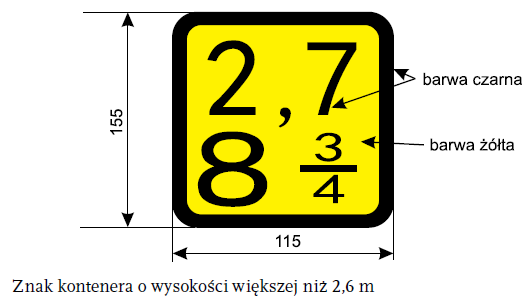 2,7
8 3/4
barwa czarna
barwa żółta
155
115
Znak kontenera o wysokości większej niż 2,6 m